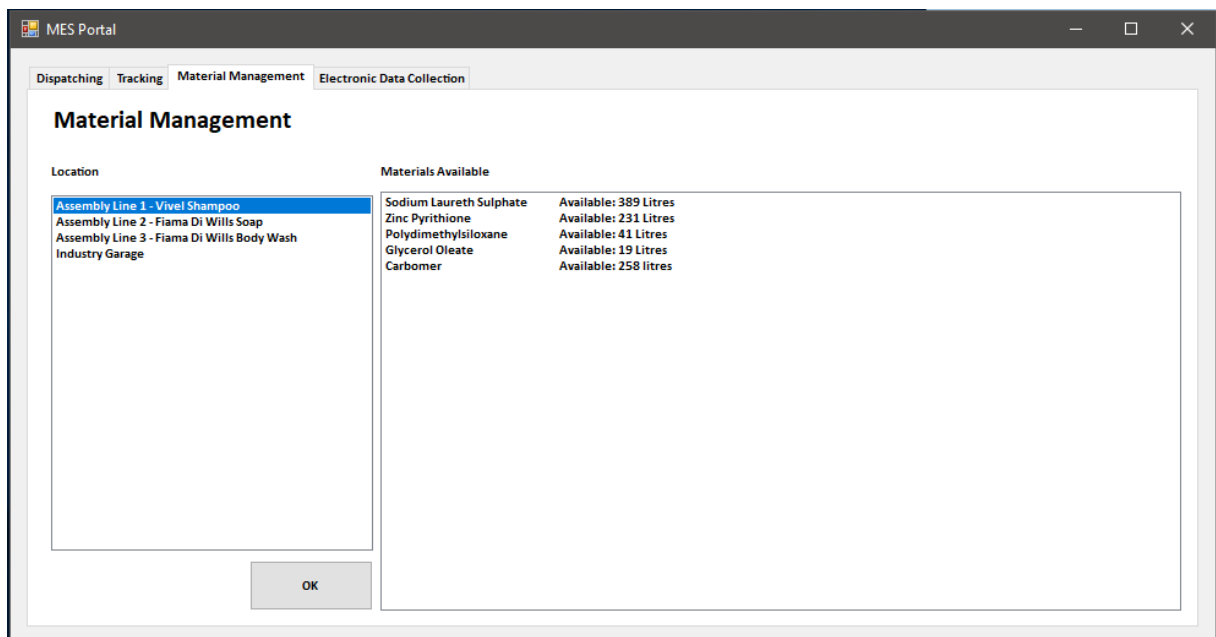 MES Portal
Dispatching Tracking Material Management Electronic Data Collection
Material Management
Location
Assembly Line 1 - Vivel Shampoo
Assembly Line 2 - Fiama Di Wills Soap
Assembly Line 3 - Fiama Di Wills Body Wash
Industry Garage
OK
Materials Available
Sodium Laureth Sulphate Available: 389 Litres
Zinc Pyrithione Available: 231 Litres
Polydimethylsiloxane Available: 41 Litres
Glycerol Oleate Available: 19 Litres
Carbomer Available: 258 litres